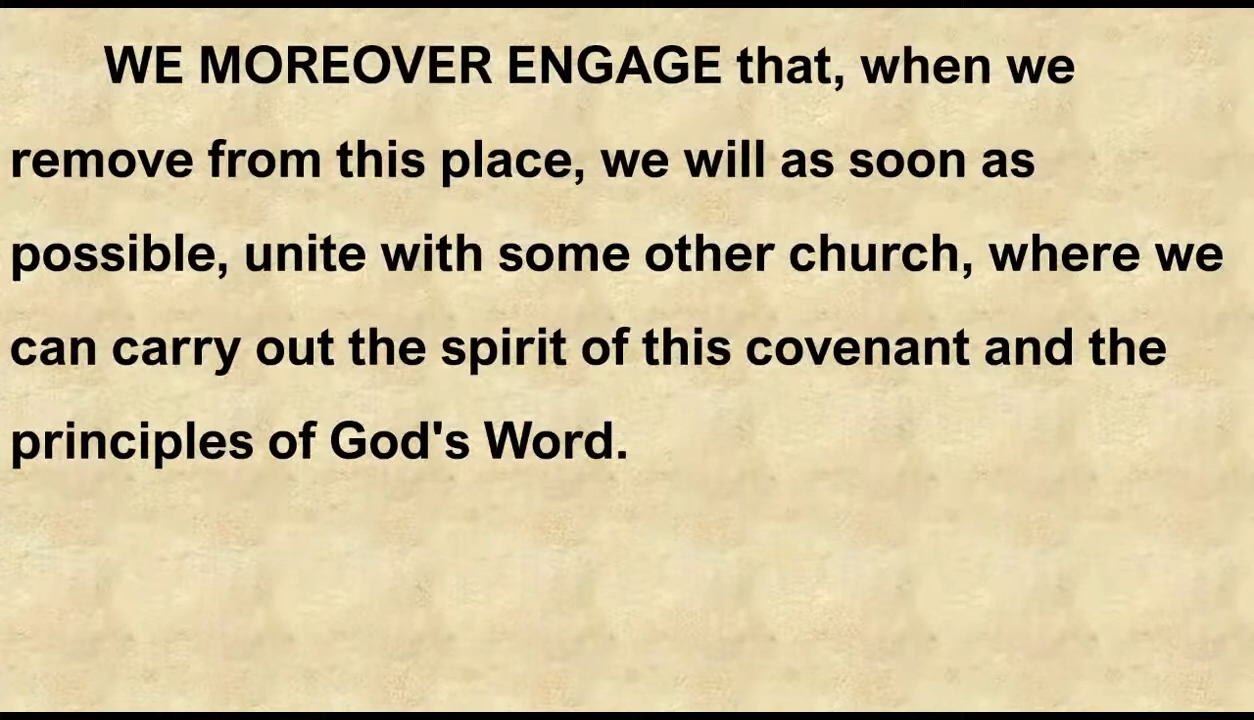 WE MOREOVER ENGAGE that, when we
remove from this place, we will as soon as
possible, unite with some other church, where we
can carry out the spirit of this covenant and the
principles of God's Word.